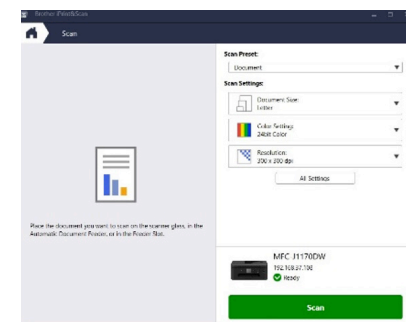 Brother iPrint&Scan
Scan
Scan Preset:
Document
Scan Settings:
Document Size:
Letter
Color Setting:
24bit Color
Resolution:
300 x 300 dpi
All Settings
Place the document you want to scan on the scanner glass, in the
Automatic Document Feeder, or in the Feeder Slot.
MFC-J1170DW
192.168.37.108
Ready
Scan